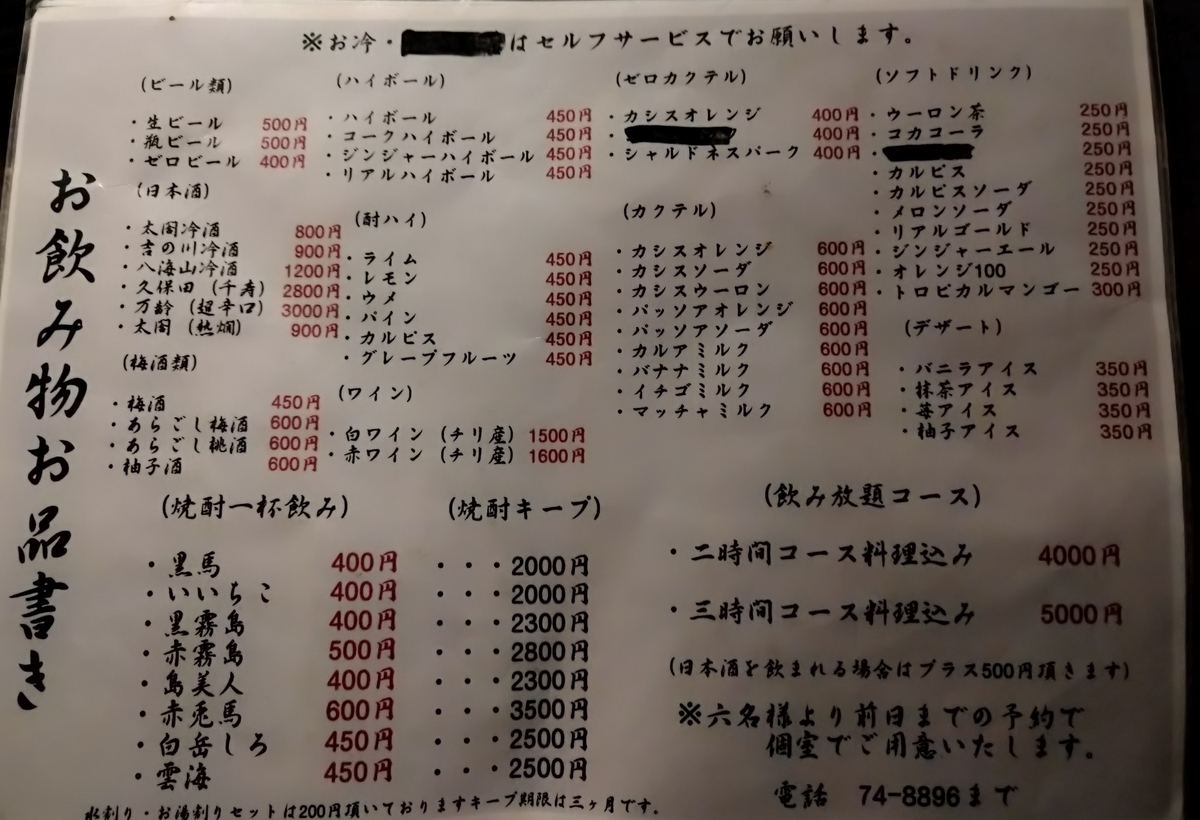 ※お冷・はセルフサービスでお願いします。
お飲み物お品書き
(ビール類)
・生ビール 500円
・瓶ビール 500円
・ゼロビール 400円
(日本酒)
・太閤冷酒 800円
・吉の川冷酒 900円
・八海山冷酒 1200円
・久保田(千寿) 2800円
・万齢(超辛口) 3000円
・太閤(熱燗) 900円
(梅酒類)
・梅酒 450円
・あらごし梅酒 600円
・あらごし桃酒 600円
・柚子酒 600円
(ハイボール)
・ハイボール 450円
・コークハイボール 450円
・ジンジャーハイボール 450円
・リアルハイボール 450円
(酎ハイ)
・ライム 450円
・レモン 450円
・ウメ 450円
・パイン 450円
・カルピス 450円
・グレープフルーツ 450円
(ワイン)
・白ワイン(チリ産) 1500円
・赤ワイン(チリ産) 1600円
(ゼロカクテル)
・カシスオレンジ 400円
・ 400円
・シャルドネスパーク 400円
(カクテル)
・カシスオレンジ 600円
・カシスソーダ 600円
・カシスウーロン 600円
・パッソアオレンジ 600円
・パッソアソーダ 600円
・カルアミルク 600円
・バナナミルク 600円
・イチゴミルク 600円
・マッチャミルク 600円
(ソフトドリンク)
・ウーロン茶 250円
・コカコーラ 250円
・ 250円
・カルピス 250円
・カルピスソーダ 250円
・メロンソーダ 250円
・リアルゴールド 250円
・ジンジャーエール 250円
・オレンジ100 250円
・トロピカルマンゴー 300円
(デザート)
・バニラアイス 350円
・抹茶アイス 350円
・苺アイス 350円
・柚子アイス 350円
(焼酎一杯飲み) (焼酎キープ)
・黒馬 400円 ・・・2000円
・いいちこ 400円 ・・・2000円
・黒霧島 400円 ・・・2300円
・赤霧島 500円 ・・・2800円
・島美人 400円 ・・・2300円
・赤兎馬 600円 ・・・3500円
・白岳しろ 450円 ・・・2500円
・雲海 450円 ・・・2500円
水割り・お湯割りセットは200円頂いておりますキープ期限は三ヶ月です。
(飲み放題コース)
・二時間コース料理込み 4000円
・三時間コース料理込み 5000円
(日本酒を飲まれる場合はプラス500円頂きます)
※六名様より前日までの予約で
個室でご用意いたします。
電話 74-8896まで